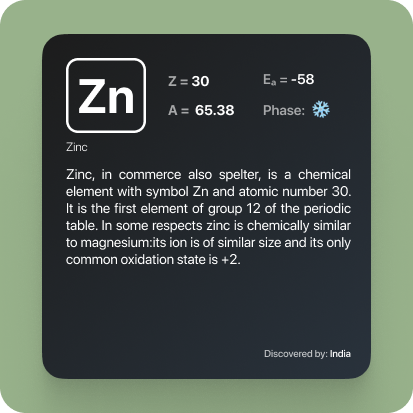 Zn
Z = 30
Eₐ = -58
A = 65.38
Phase: ❄️
Zinc
Zinc, in commerce also spelter, is a chemical
element with symbol Zn and atomic number 30.
It is the first element of group 12 of the periodic
table. In some respects zinc is chemically similar
to magnesium:its ion is of similar size and its only
common oxidation state is +2.
Discovered by: India